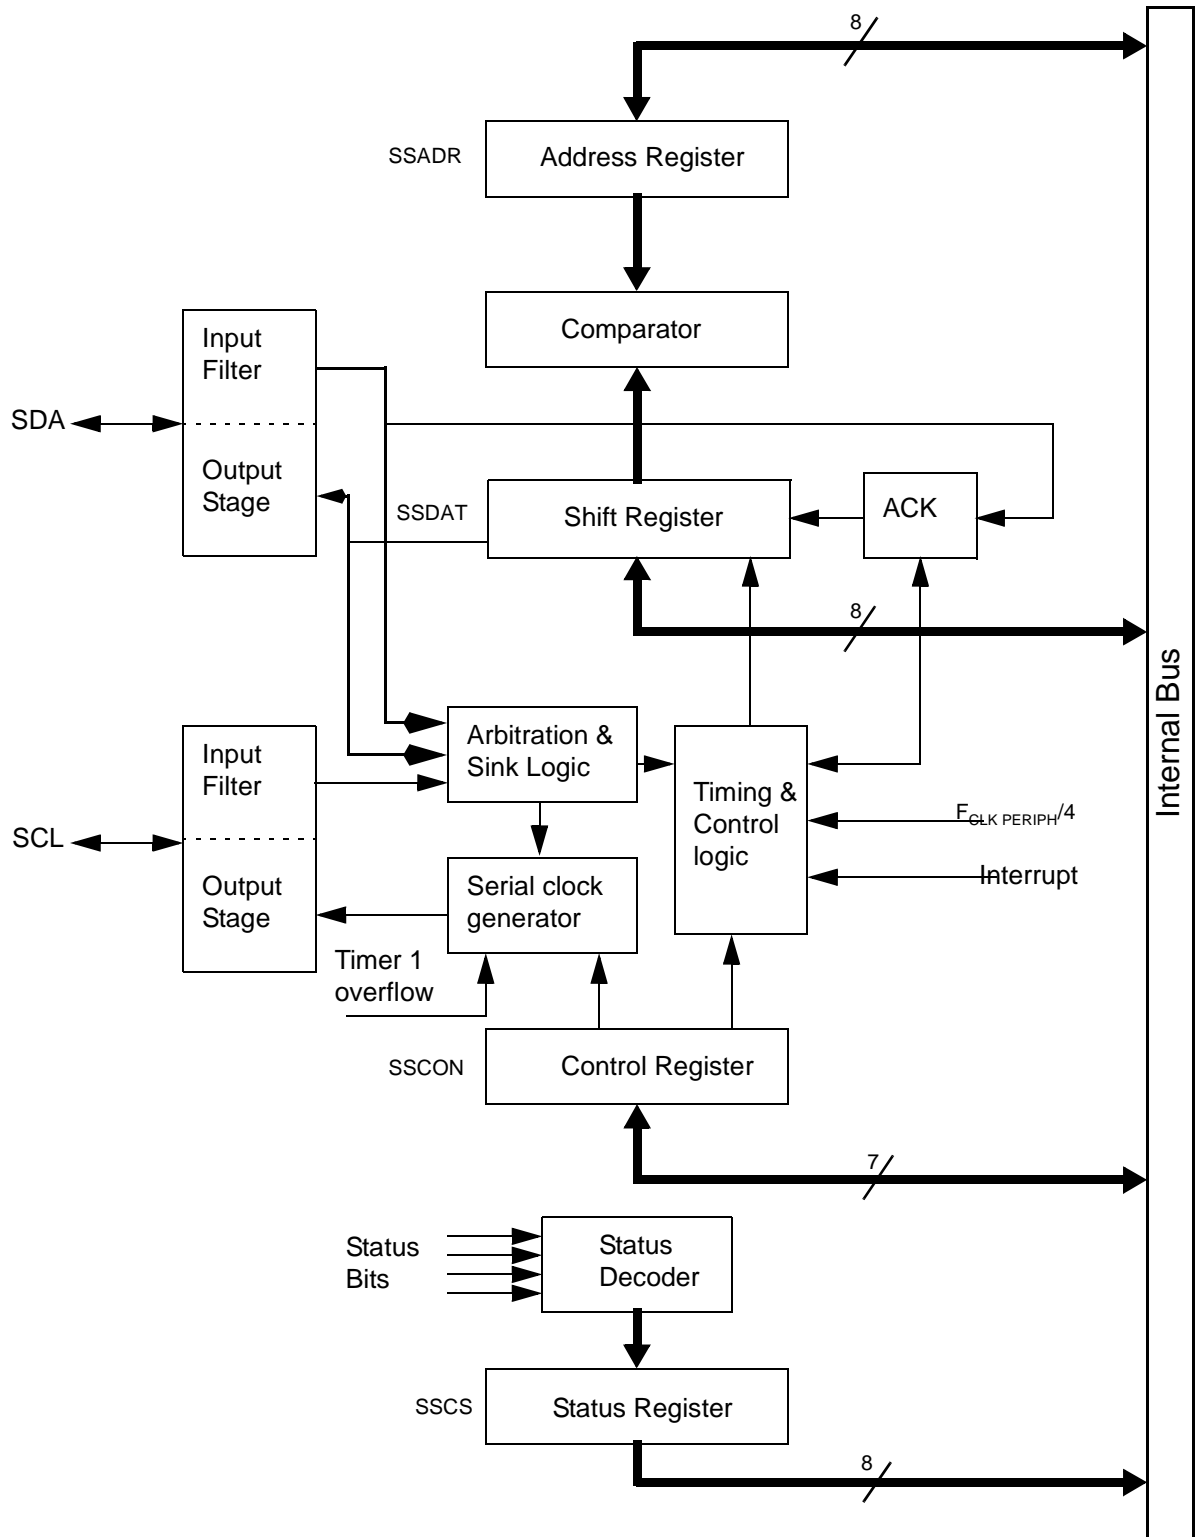 8
SSADR
Address Register
Comparator
Input
Filter
SDA
Output
Stage
SSDAT
Shift Register
ACK
8
Internal Bus
Input
Filter
SCL
Output
Stage
Arbitration &
Sink Logic
Timing &
Control
logic
FCLK PERIPH/4
Interrupt
Serial clock
generator
Timer 1
overflow
SSCON
Control Register
7
Status
Bits
Status
Decoder
SSCS
Status Register
8